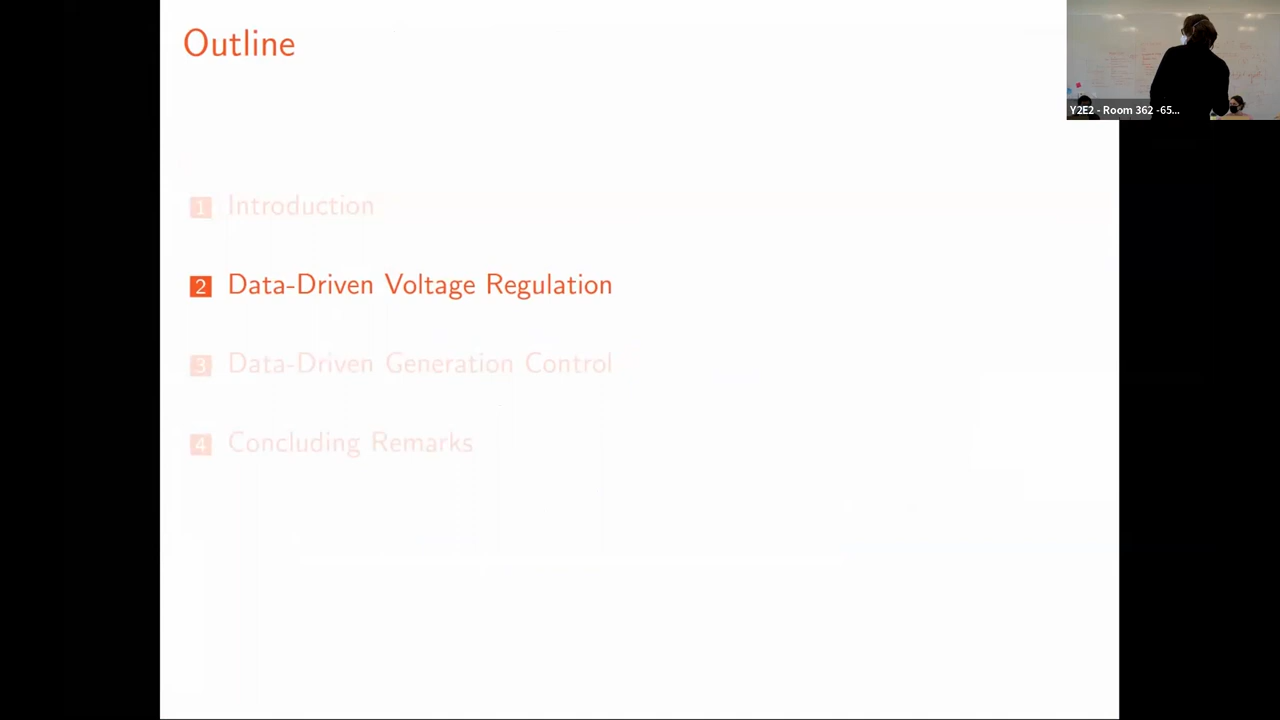 Outline
1 Introduction
2 Data-Driven Voltage Regulation
3 Data-Driven Generation Control
4 Concluding Remarks
Y2E2 - Room 362 -65...